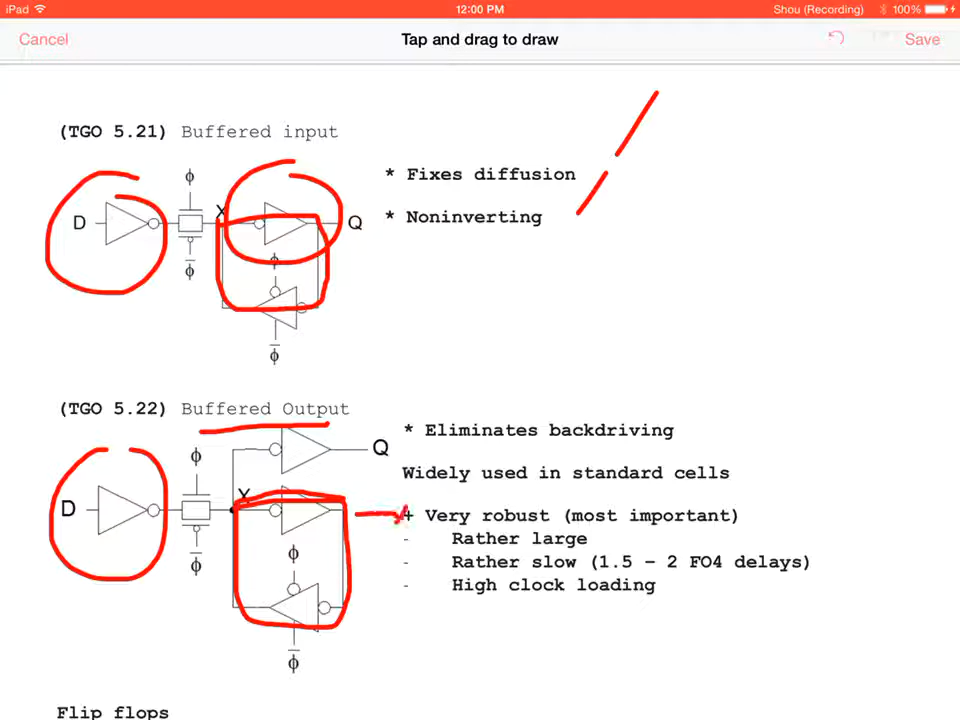 iPad 12:00 PM Shou (Recording) 100%
Cancel Tap and drag to draw Save
(TGO 5.21) Buffered input
ϕ
* Fixes diffusion
D X Q
* Noninverting
ϕ̅
ϕ
ϕ̅
(TGO 5.22) Buffered Output
* Eliminates backdriving
Q
ϕ
Widely used in standard cells
X
D
+ Very robust (most important)
- Rather large
ϕ
- Rather slow (1.5 – 2 FO4 delays)
ϕ̅
- High clock loading
ϕ̅
Flip flops